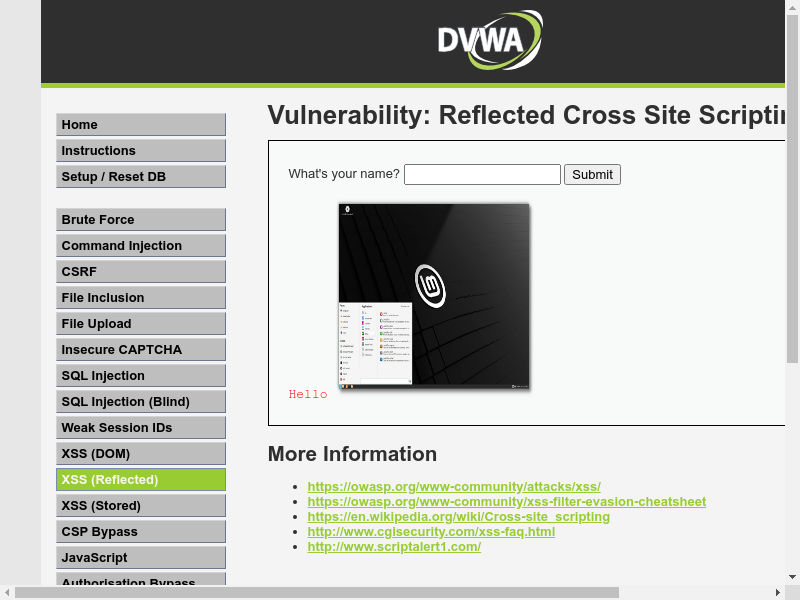 DVWA
Home
Instructions
Setup / Reset DB
Brute Force
Command Injection
CSRF
File Inclusion
File Upload
Insecure CAPTCHA
SQL Injection
SQL Injection (Blind)
Weak Session IDs
XSS (DOM)
XSS (Reflected)
XSS (Stored)
CSP Bypass
JavaScript
Authorisation Bypass
Vulnerability: Reflected Cross Site Scriptin
What's your name? Submit
Hello
More Information
https://owasp.org/www-community/attacks/xss/
https://owasp.org/www-community/xss-filter-evasion-cheatsheet
https://en.wikipedia.org/wiki/Cross-site_scripting
http://www.cgisecurity.com/xss-faq.html
http://www.scriptalert1.com/